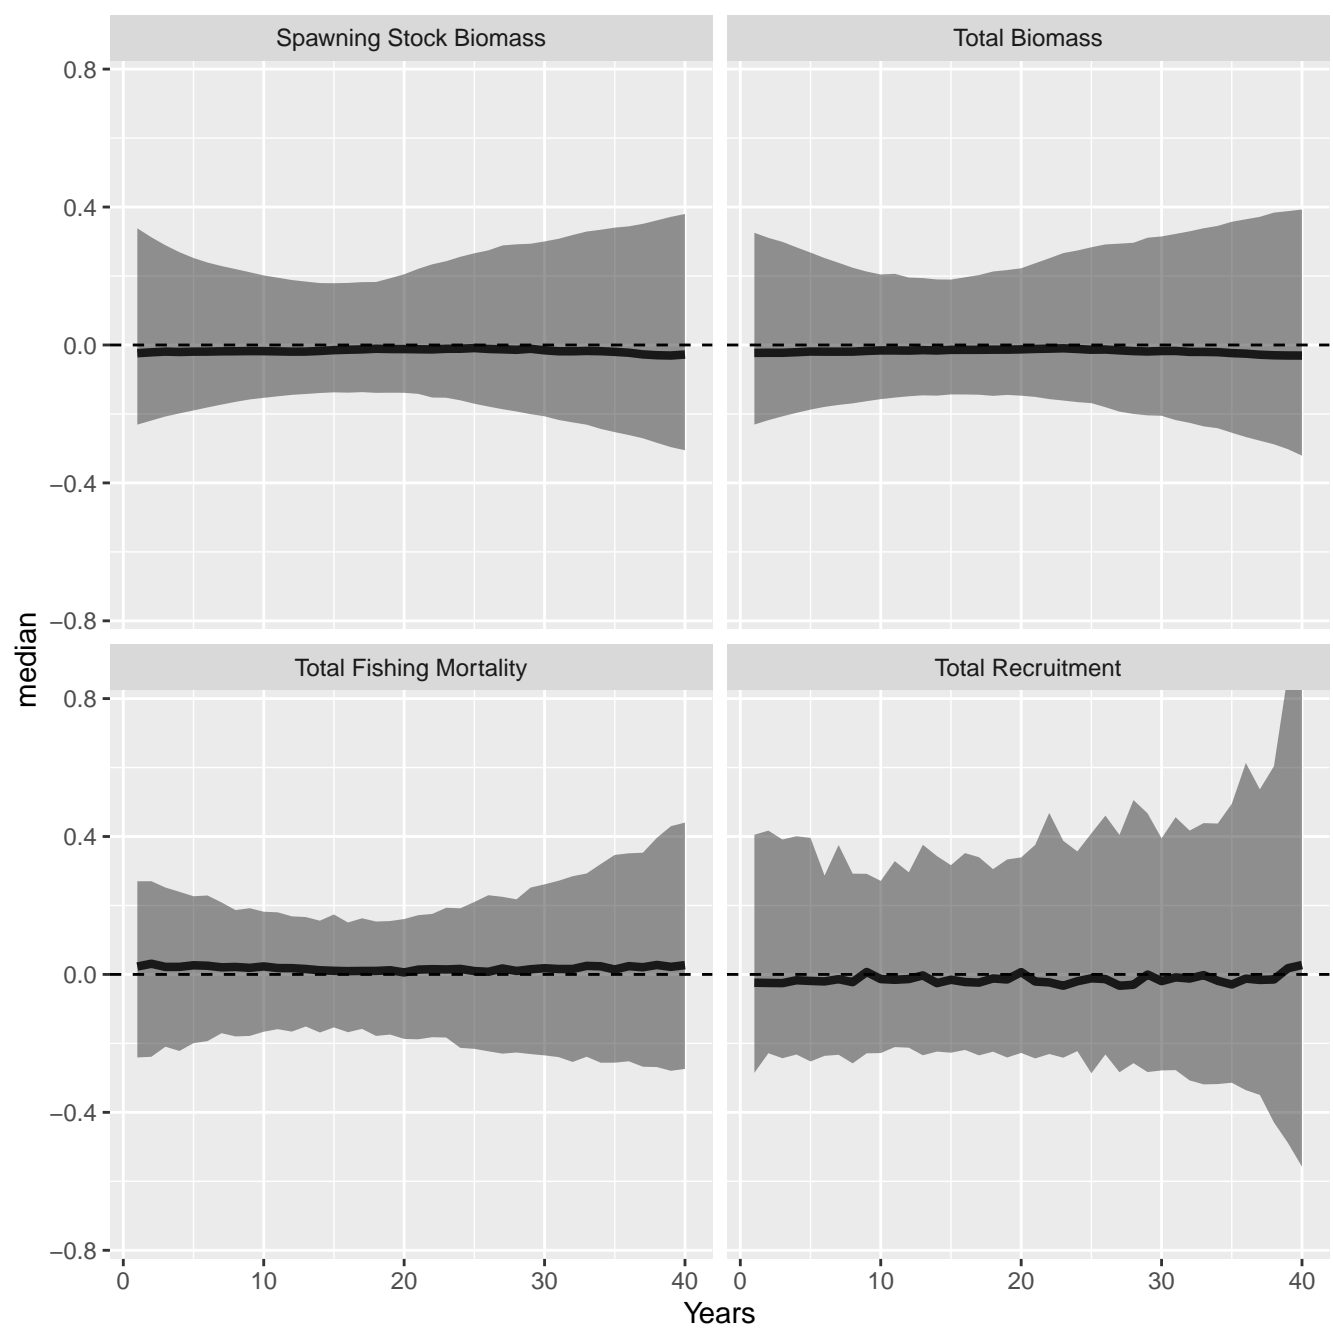 Spawning Stock Biomass
Total Biomass
0.8
0.4
0.0
−0.4
−0.8
median
Total Fishing Mortality
Total Recruitment
0.8
0.4
0.0
−0.4
−0.8
0 10 20 30 40
0 10 20 30 40
Years